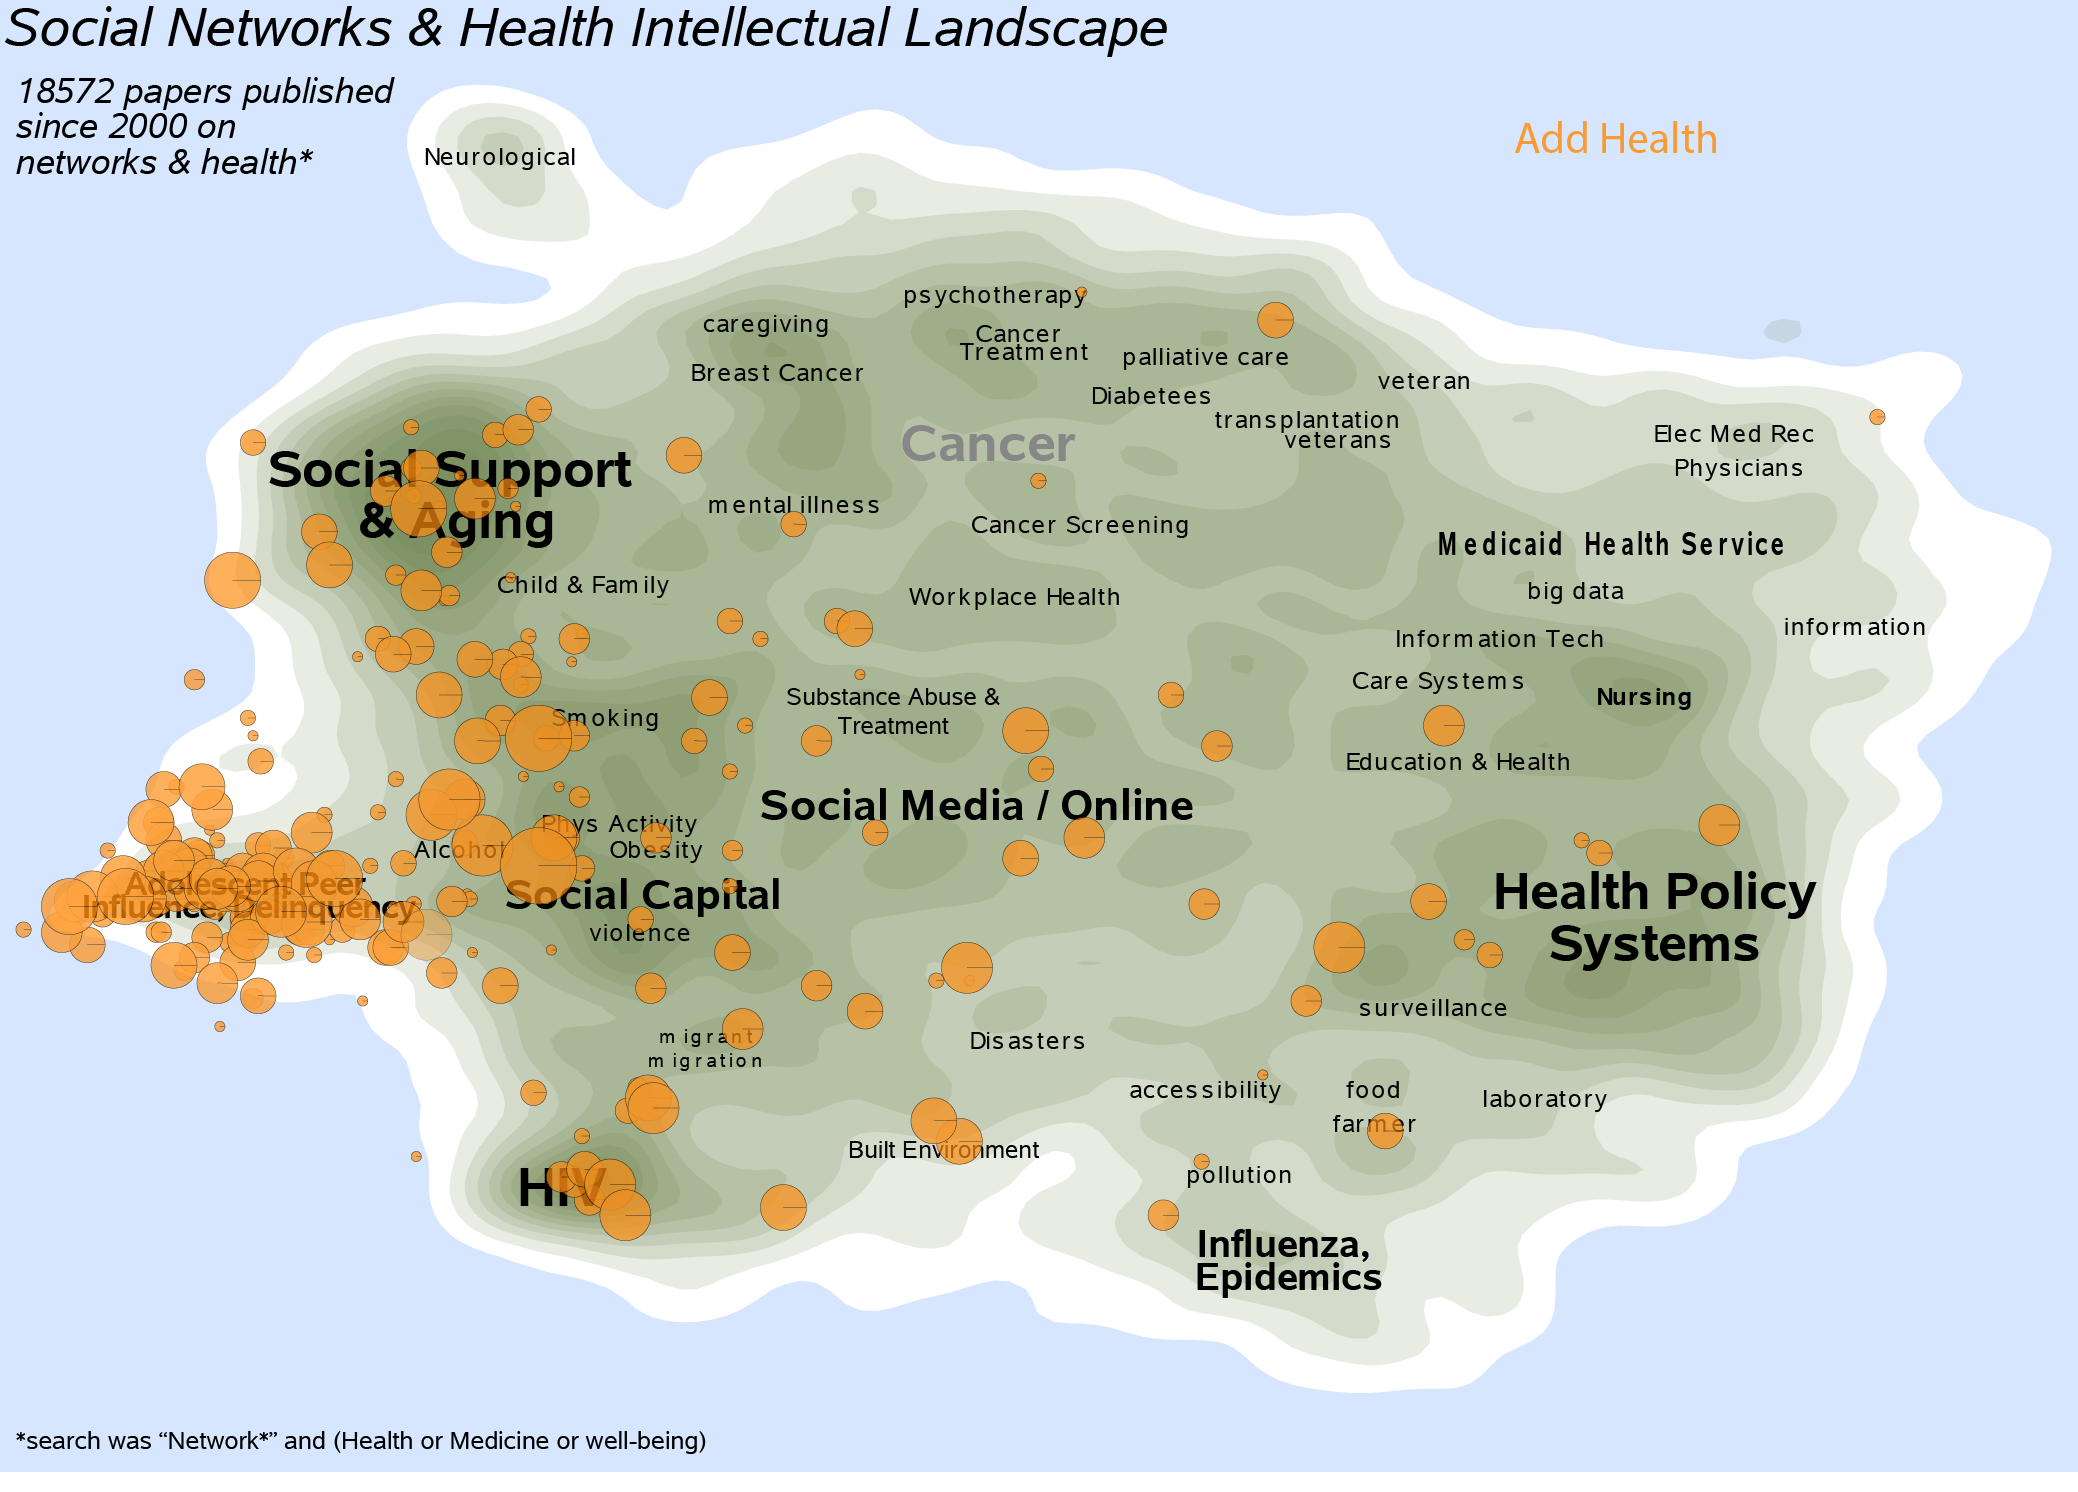 Social Networks & Health Intellectual Landscape
18572 papers published
since 2000 on
networks & health*
Add Health
Neurological
psychotherapy
caregiving
Cancer
Treatment
palliative care
Breast Cancer
veteran
Diabetees
transplantation
veterans
Cancer
Elec Med Rec
Physicians
Social Support
& Aging
mental illness
Cancer Screening
Medicaid Health Service
Child & Family
Workplace Health
big data
information
Information Tech
Care Systems
Nursing
Smoking
Substance Abuse &
Treatment
Education & Health
Social Media / Online
Phys Activity
Alcohol
Obesity
Adolescent Peer
Influence, Delinquency
Social Capital
violence
Health Policy
Systems
surveillance
migrant
migration
Disasters
accessibility
food
farmer
laboratory
Built Environment
pollution
HIV
Influenza,
Epidemics
*search was “Network*” and (Health or Medicine or well-being)